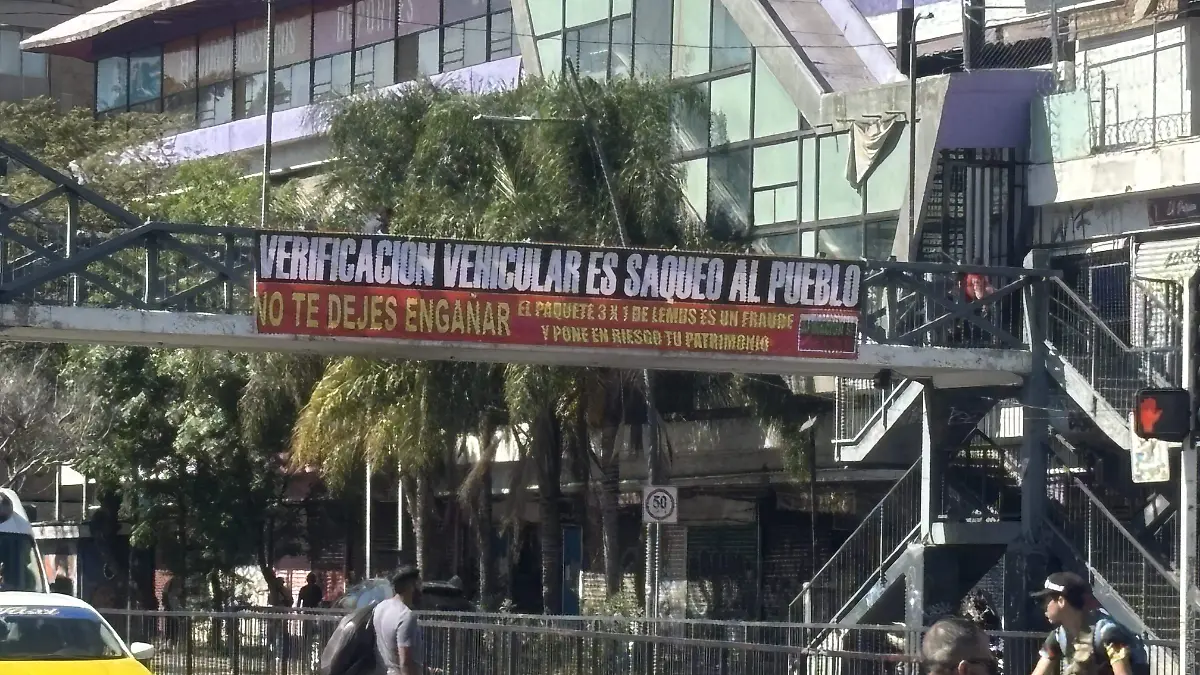 VERIFICACIÓN VEHICULAR ES SAQUEO AL PUEBLO
NO TE DEJES ENGAÑAR
EL PAQUETE 3 X 1 DE LEMUS ES UN FRAUDE
Y PONE EN RIESGO TU PATRIMONIO
50